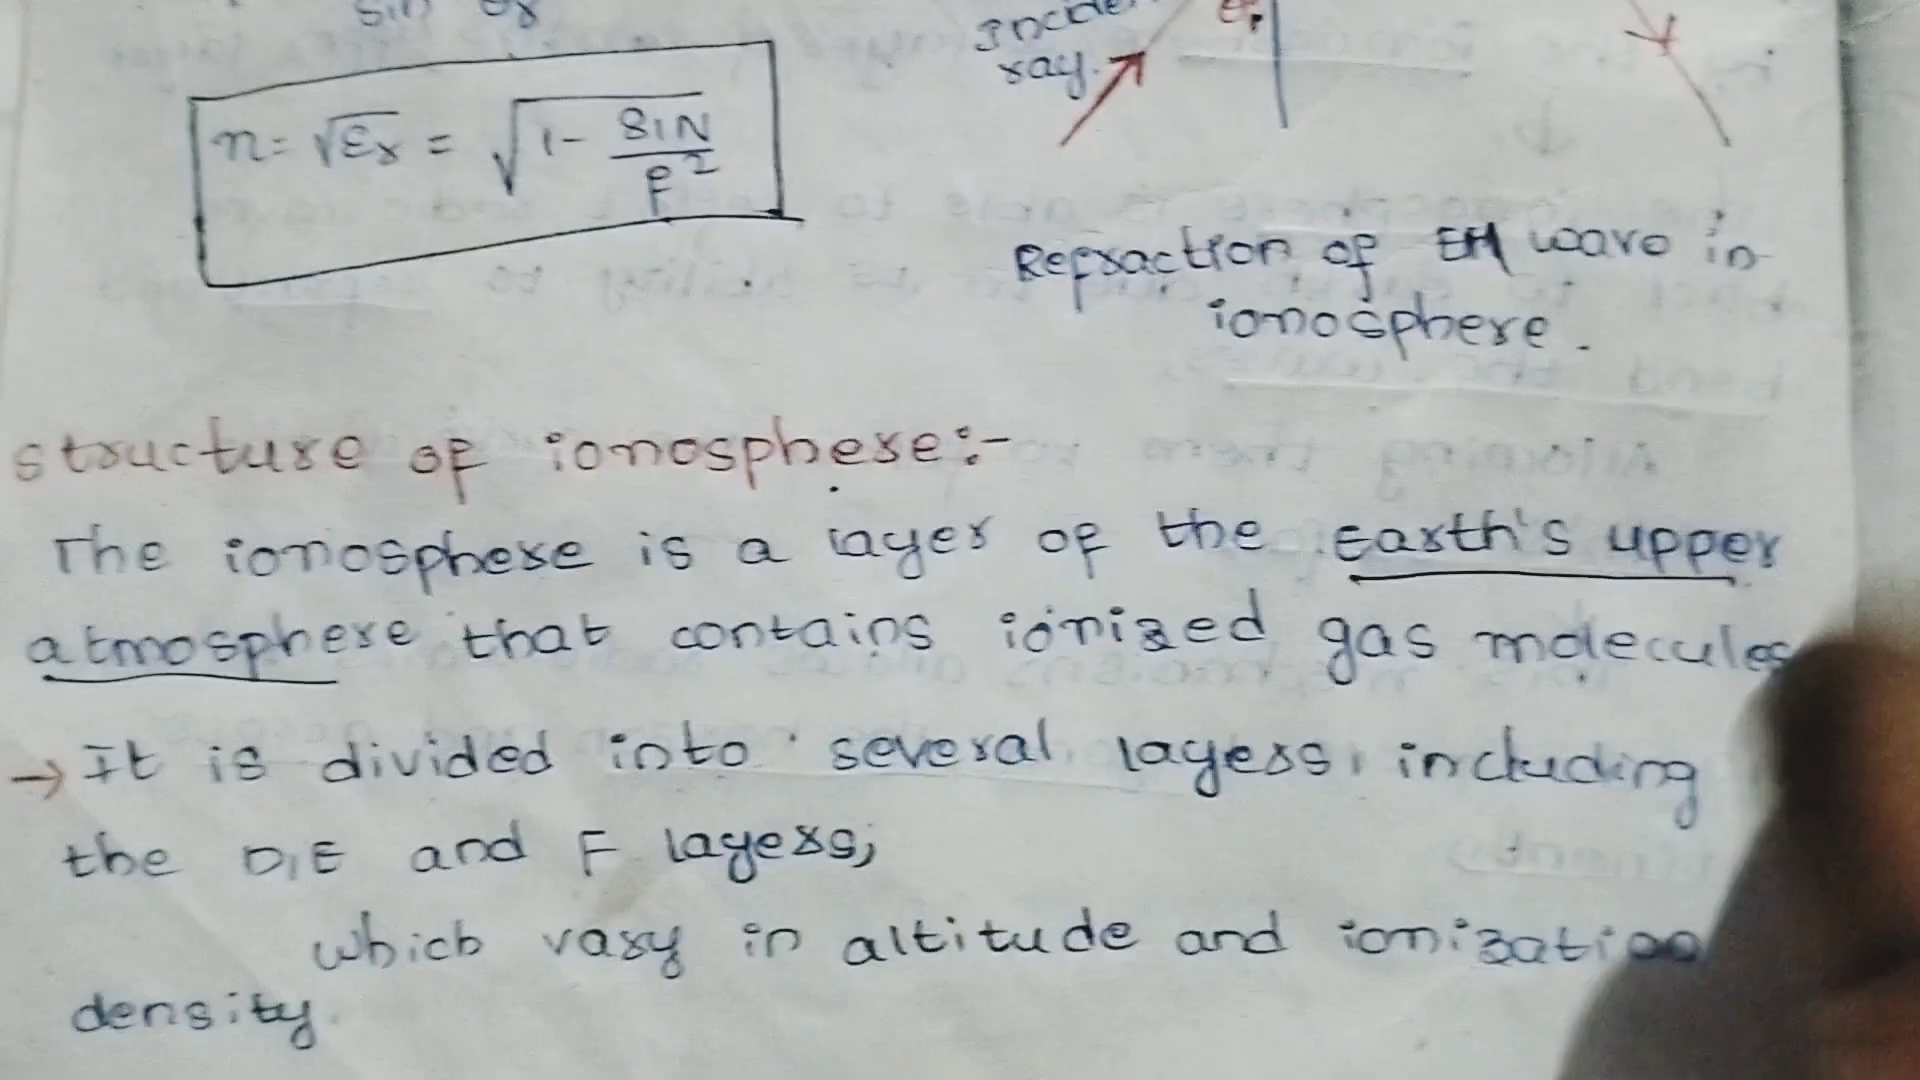 n = √εr = √1 - 81N / f²
ray.
Refraction of EM wave in
ionosphere.
structure of ionosphere:-
The ionosphere is a layer of the Earth's upper
atmosphere that contains ionized gas molecules
→ It is divided into several layers, including
the D, E and F layers;
which vary in altitude and ionization
density.